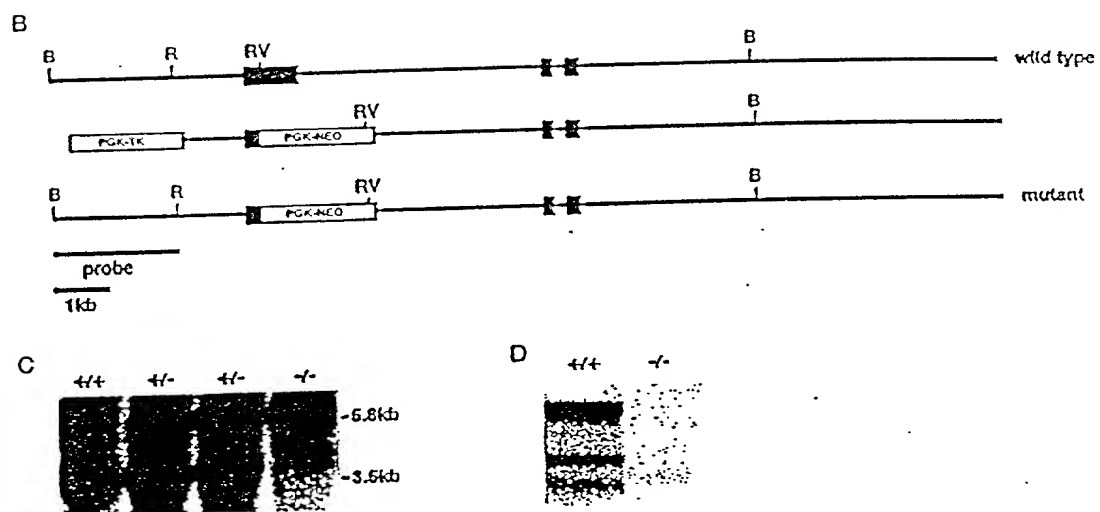 B
B R RV B wild type
PGK-TK PGK-NEO RV B
B R PGK-NEO RV B mutant
probe
1kb
C
+/+ +/- +/- -/-
-5.8kb
-3.5kb
D
+/+ -/-